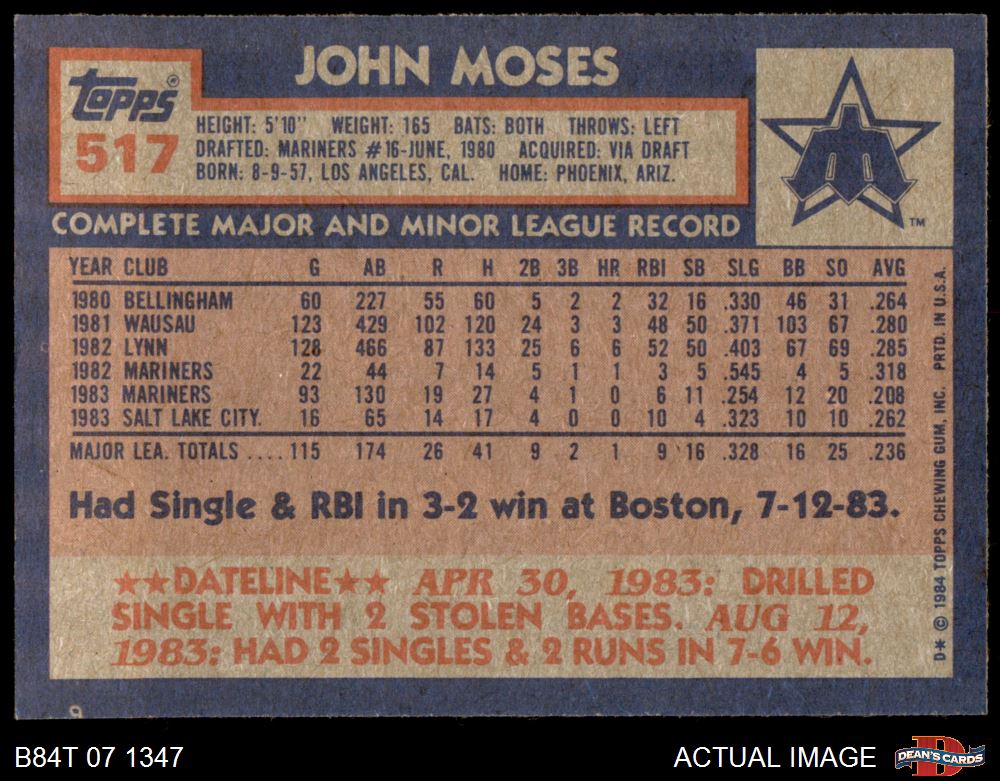 JOHN MOSES
Topps®
517
HEIGHT: 5'10" WEIGHT: 165 BATS: BOTH THROWS: LEFT
DRAFTED: MARINERS #16-JUNE, 1980 ACQUIRED: VIA DRAFT
BORN: 8-9-57, LOS ANGELES, CAL. HOME: PHOENIX, ARIZ.
TM
COMPLETE MAJOR AND MINOR LEAGUE RECORD
YEAR CLUB G AB R H 2B 3B HR RBI SB SLG BB SO AVG
1980 BELLINGHAM 60 227 55 60 5 2 2 32 16 .330 46 31 .264
1981 WAUSAU 123 429 102 120 24 3 3 48 50 .371 103 67 .280
1982 LYNN 128 466 87 133 25 6 6 52 50 .403 67 69 .285
1982 MARINERS 22 44 7 14 5 1 1 3 5 .545 4 5 .318
1983 MARINERS 93 130 19 27 4 1 0 6 11 .254 12 20 .208
1983 SALT LAKE CITY. 16 65 14 17 4 0 0 10 4 .323 10 10 .262
MAJOR LEA. TOTALS ....115 174 26 41 9 2 1 9 16 .328 16 25 .236
Had Single & RBI in 3-2 win at Boston, 7-12-83.
★★DATELINE★★ APR 30, 1983: DRILLED
SINGLE WITH 2 STOLEN BASES. AUG 12,
1983: HAD 2 SINGLES & 2 RUNS IN 7-6 WIN.
D* © 1984 TOPPS CHEWING GUM, INC. PRTD. IN U.S.A.
B84T 07 1347
ACTUAL IMAGE
D
DEAN'S CARDS